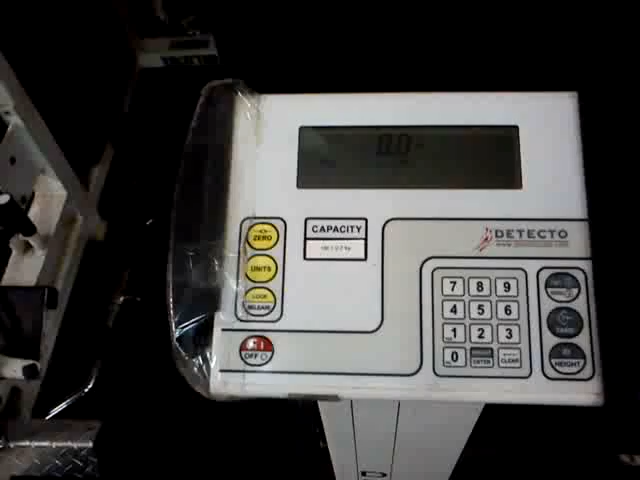 0.0
ZERO
UNITS
LOCK
RELEASE
OFF
CAPACITY
DETECTO
7 8 9
4 5 6
1 2 3
0 ENTER CLEAR
TARE
HEIGHT
D